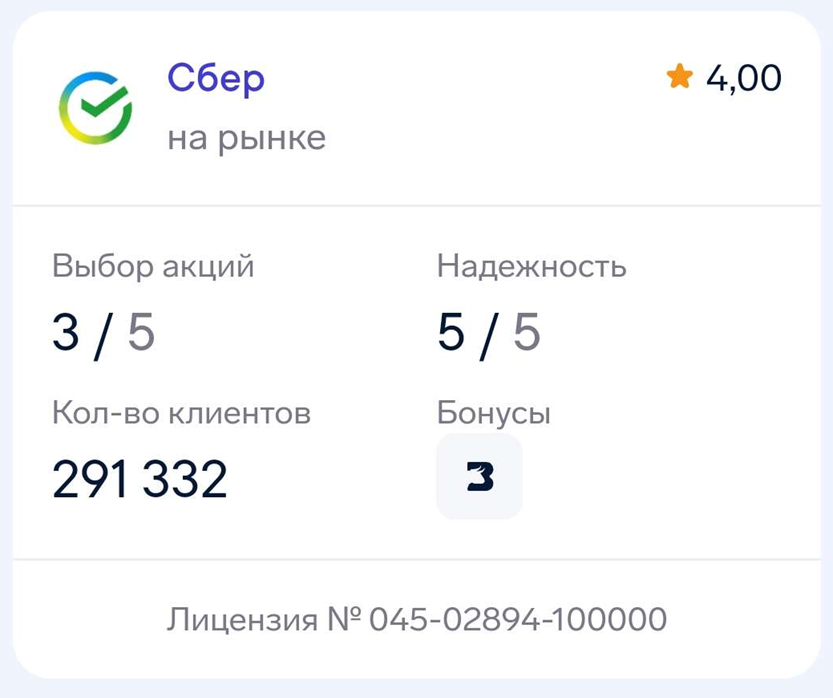 Сбер
4,00
на рынке
Выбор акций
Надежность
3 / 5
5 / 5
Кол-во клиентов
Бонусы
291 332
Лицензия № 045-02894-100000